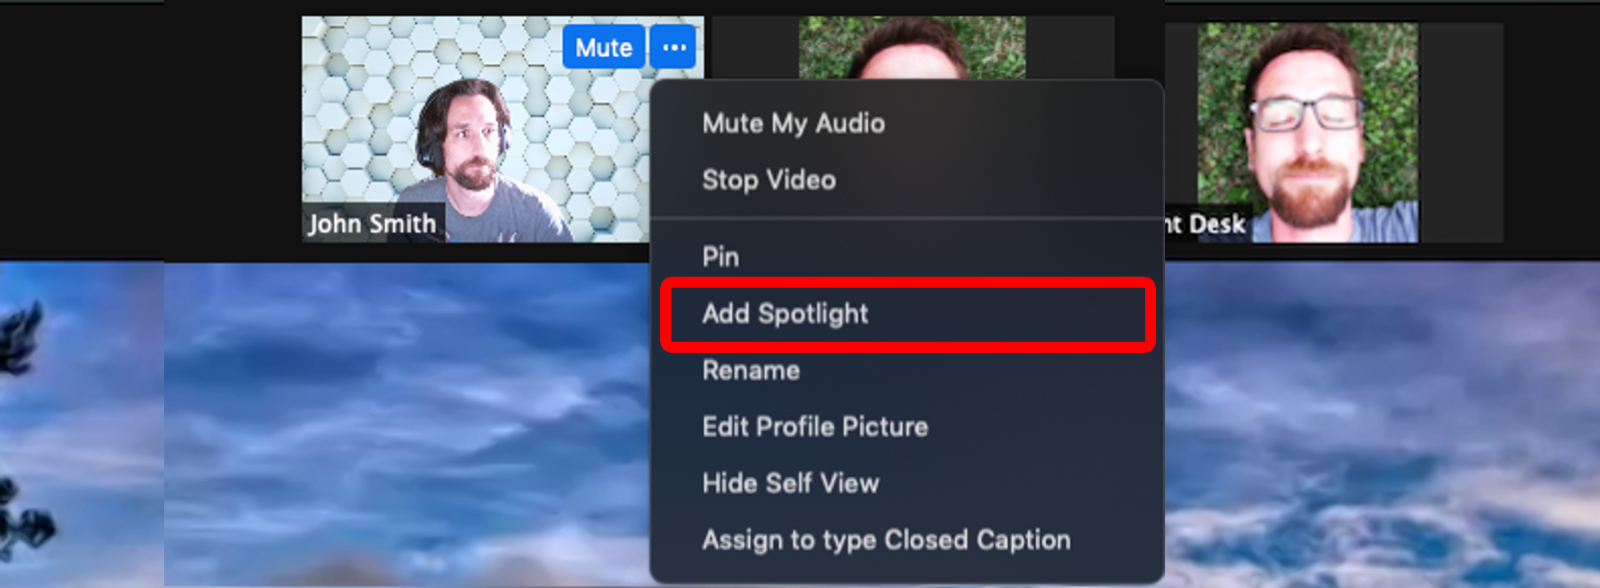 Mute
John Smith
Mute My Audio
Stop Video
Pin
Add Spotlight
Rename
Edit Profile Picture
Hide Self View
Assign to type Closed Caption
Desk